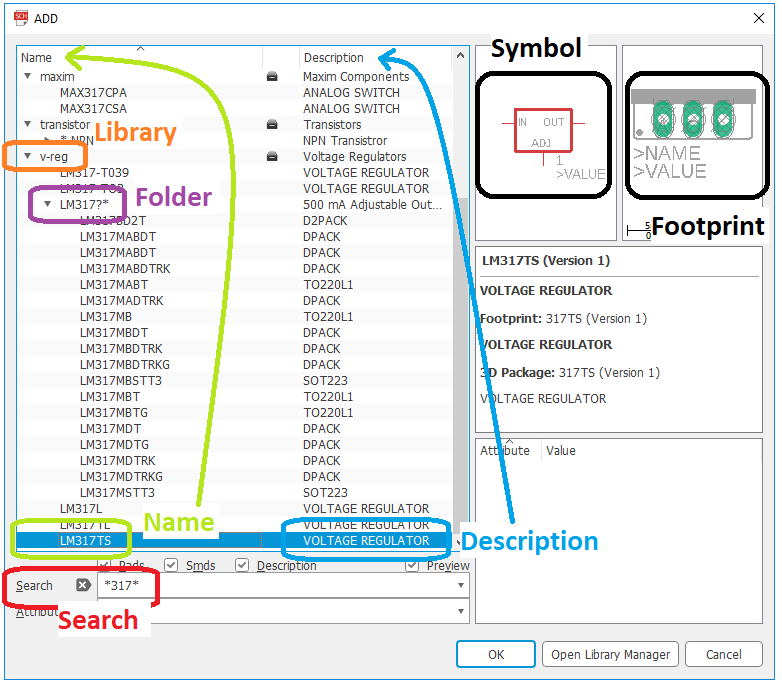 SCH ADD
Name Description
maxim Maxim Components
MAX317CPA ANALOG SWITCH
MAX317CSA ANALOG SWITCH
transistor Transistors
*-NPN NPN Transistror
Library
v-reg Voltage Regulators
LM317-T039 VOLTAGE REGULATOR
LM317-TO3 VOLTAGE REGULATOR
Folder
LM317?* 500 mA Adjustable Out...
LM317BD2T D2PACK
LM317MABDT DPACK
LM317MABDT DPACK
LM317MABDTRK DPACK
LM317MABT TO220L1
LM317MADTRK DPACK
LM317MB TO220L1
LM317MBDT DPACK
LM317MBDTRK DPACK
LM317MBDTRKG DPACK
LM317MBSTT3 SOT223
LM317MBT TO220L1
LM317MBTG TO220L1
LM317MDT DPACK
LM317MDTG DPACK
LM317MDTRK DPACK
LM317MDTRKG DPACK
LM317MSTT3 SOT223
LM317L VOLTAGE REGULATOR
LM317TL VOLTAGE REGULATOR
Name
LM317TS VOLTAGE REGULATOR
Description
Pads Smds Description Preview
Search *317*
Search
Symbol
IN OUT
ADJ
1
>VALUE
>NAME
>VALUE
Footprint
5
0
LM317TS (Version 1)
VOLTAGE REGULATOR
Footprint: 317TS (Version 1)
VOLTAGE REGULATOR
3D Package: 317TS (Version 1)
VOLTAGE REGULATOR
Attribute Value
OK Open Library Manager Cancel